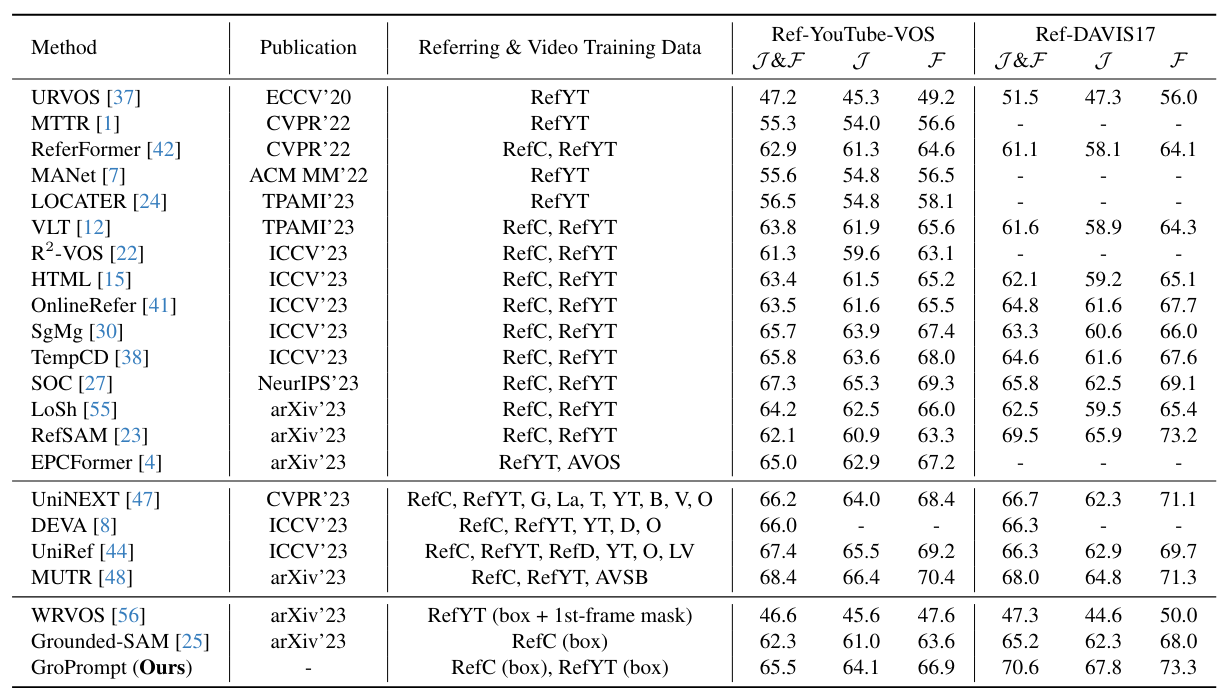 Method Publication Referring & Video Training Data Ref-YouTube-VOS Ref-DAVIS17
J&F J F J&F J F
URVOS [37] ECCV'20 RefYT 47.2 45.3 49.2 51.5 47.3 56.0
MTTR [1] CVPR'22 RefYT 55.3 54.0 56.6 - - -
ReferFormer [42] CVPR'22 RefC, RefYT 62.9 61.3 64.6 61.1 58.1 64.1
MANet [7] ACM MM'22 RefYT 55.6 54.8 56.5 - - -
LOCATER [24] TPAMI'23 RefYT 56.5 54.8 58.1 - - -
VLT [12] TPAMI'23 RefC, RefYT 63.8 61.9 65.6 61.6 58.9 64.3
R²-VOS [22] ICCV'23 RefC, RefYT 61.3 59.6 63.1 - - -
HTML [15] ICCV'23 RefC, RefYT 63.4 61.5 65.2 62.1 59.2 65.1
OnlineRefer [41] ICCV'23 RefC, RefYT 63.5 61.6 65.5 64.8 61.6 67.7
SgMg [30] ICCV'23 RefC, RefYT 65.7 63.9 67.4 63.3 60.6 66.0
TempCD [38] ICCV'23 RefC, RefYT 65.8 63.6 68.0 64.6 61.6 67.6
SOC [27] NeurIPS'23 RefC, RefYT 67.3 65.3 69.3 65.8 62.5 69.1
LoSh [55] arXiv'23 RefC, RefYT 64.2 62.5 66.0 62.5 59.5 65.4
RefSAM [23] arXiv'23 RefC, RefYT 62.1 60.9 63.3 69.5 65.9 73.2
EPCFormer [4] arXiv'23 RefYT, AVOS 65.0 62.9 67.2 - - -
UniNEXT [47] CVPR'23 RefC, RefYT, G, La, T, YT, B, V, O 66.2 64.0 68.4 66.7 62.3 71.1
DEVA [8] ICCV'23 RefC, RefYT, YT, D, O 66.0 - - 66.3 - -
UniRef [44] ICCV'23 RefC, RefYT, RefD, YT, O, LV 67.4 65.5 69.2 66.3 62.9 69.7
MUTR [48] arXiv'23 RefC, RefYT, AVSB 68.4 66.4 70.4 68.0 64.8 71.3
WRVOS [56] arXiv'23 RefYT (box + 1st-frame mask) 46.6 45.6 47.6 47.3 44.6 50.0
Grounded-SAM [25] arXiv'23 RefC (box) 62.3 61.0 63.6 65.2 62.3 68.0
GroPrompt (Ours) - RefC (box), RefYT (box) 65.5 64.1 66.9 70.6 67.8 73.3